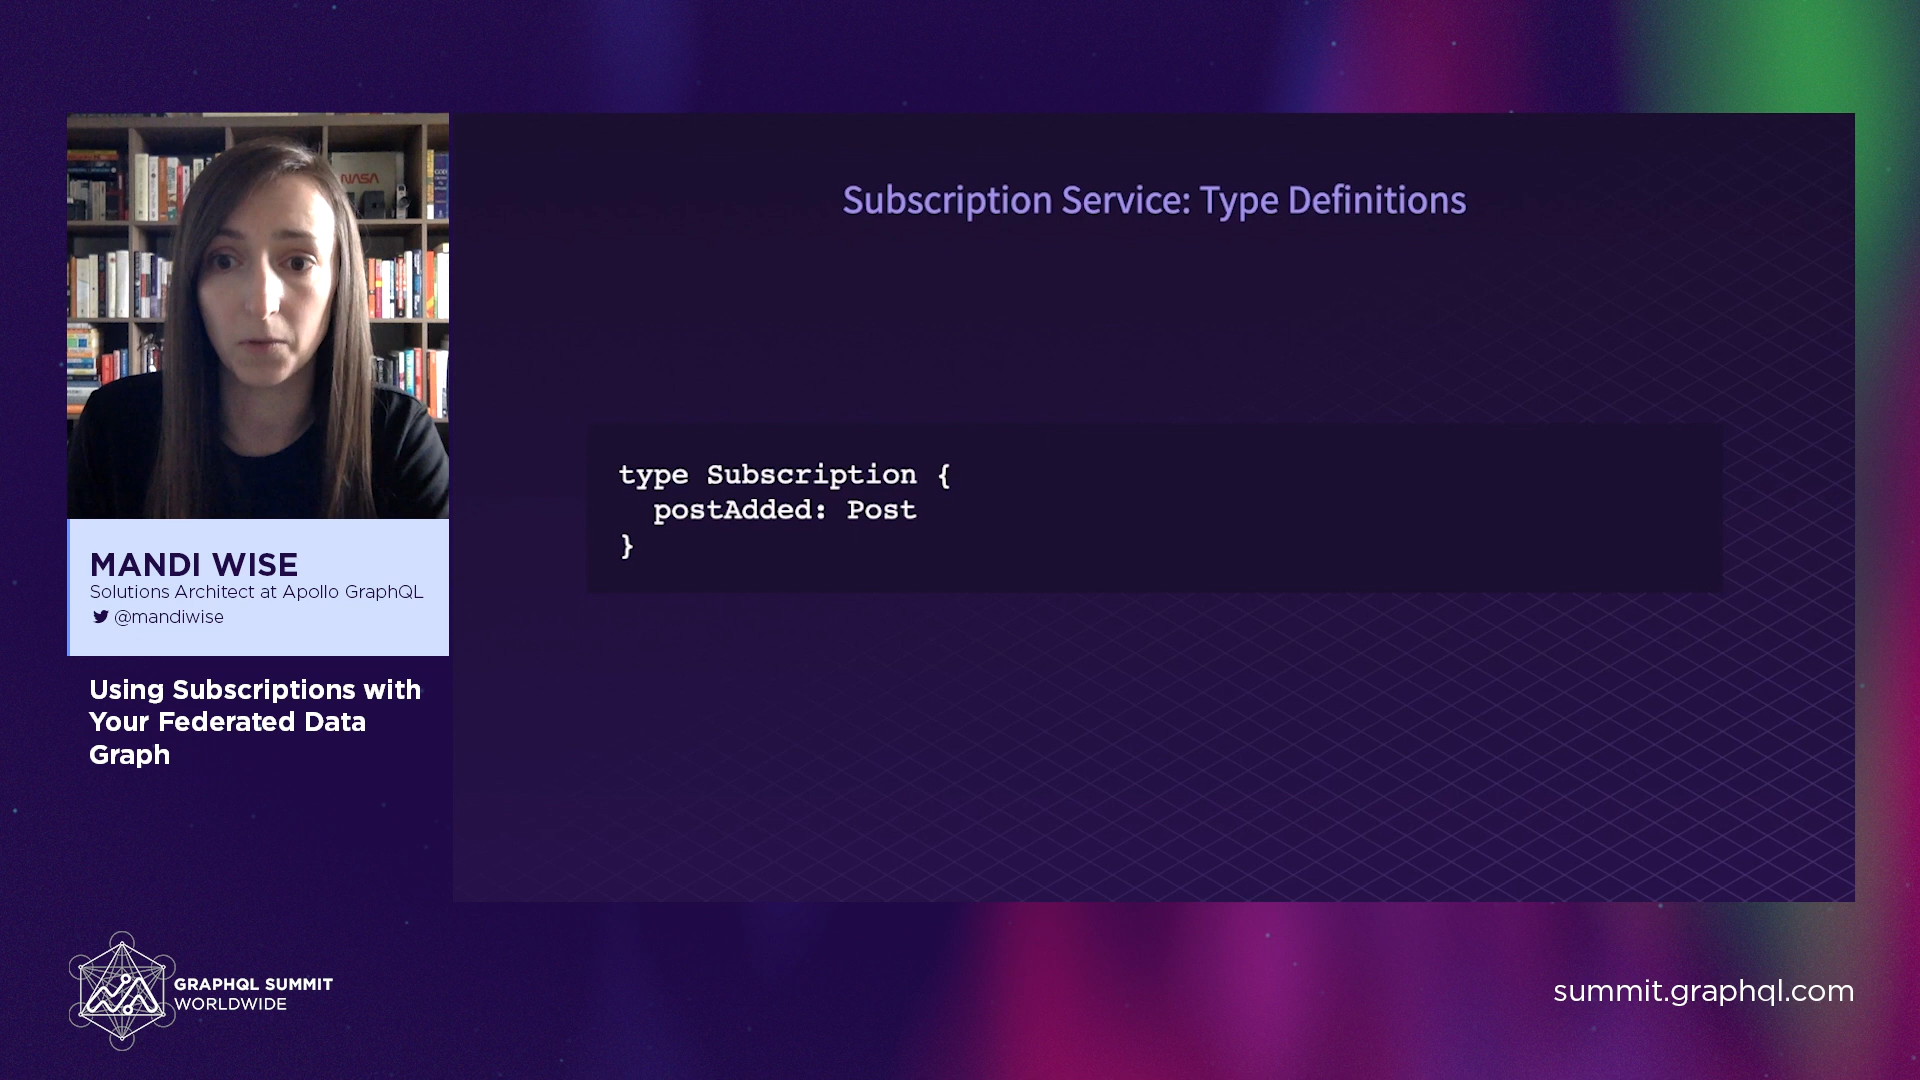 NASA
Subscription Service: Type Definitions
type Subscription {
  postAdded: Post
}
MANDI WISE
Solutions Architect at Apollo GraphQL
@mandiwise
Using Subscriptions with
Your Federated Data
Graph
GRAPHQL SUMMIT
WORLDWIDE
summit.graphql.com